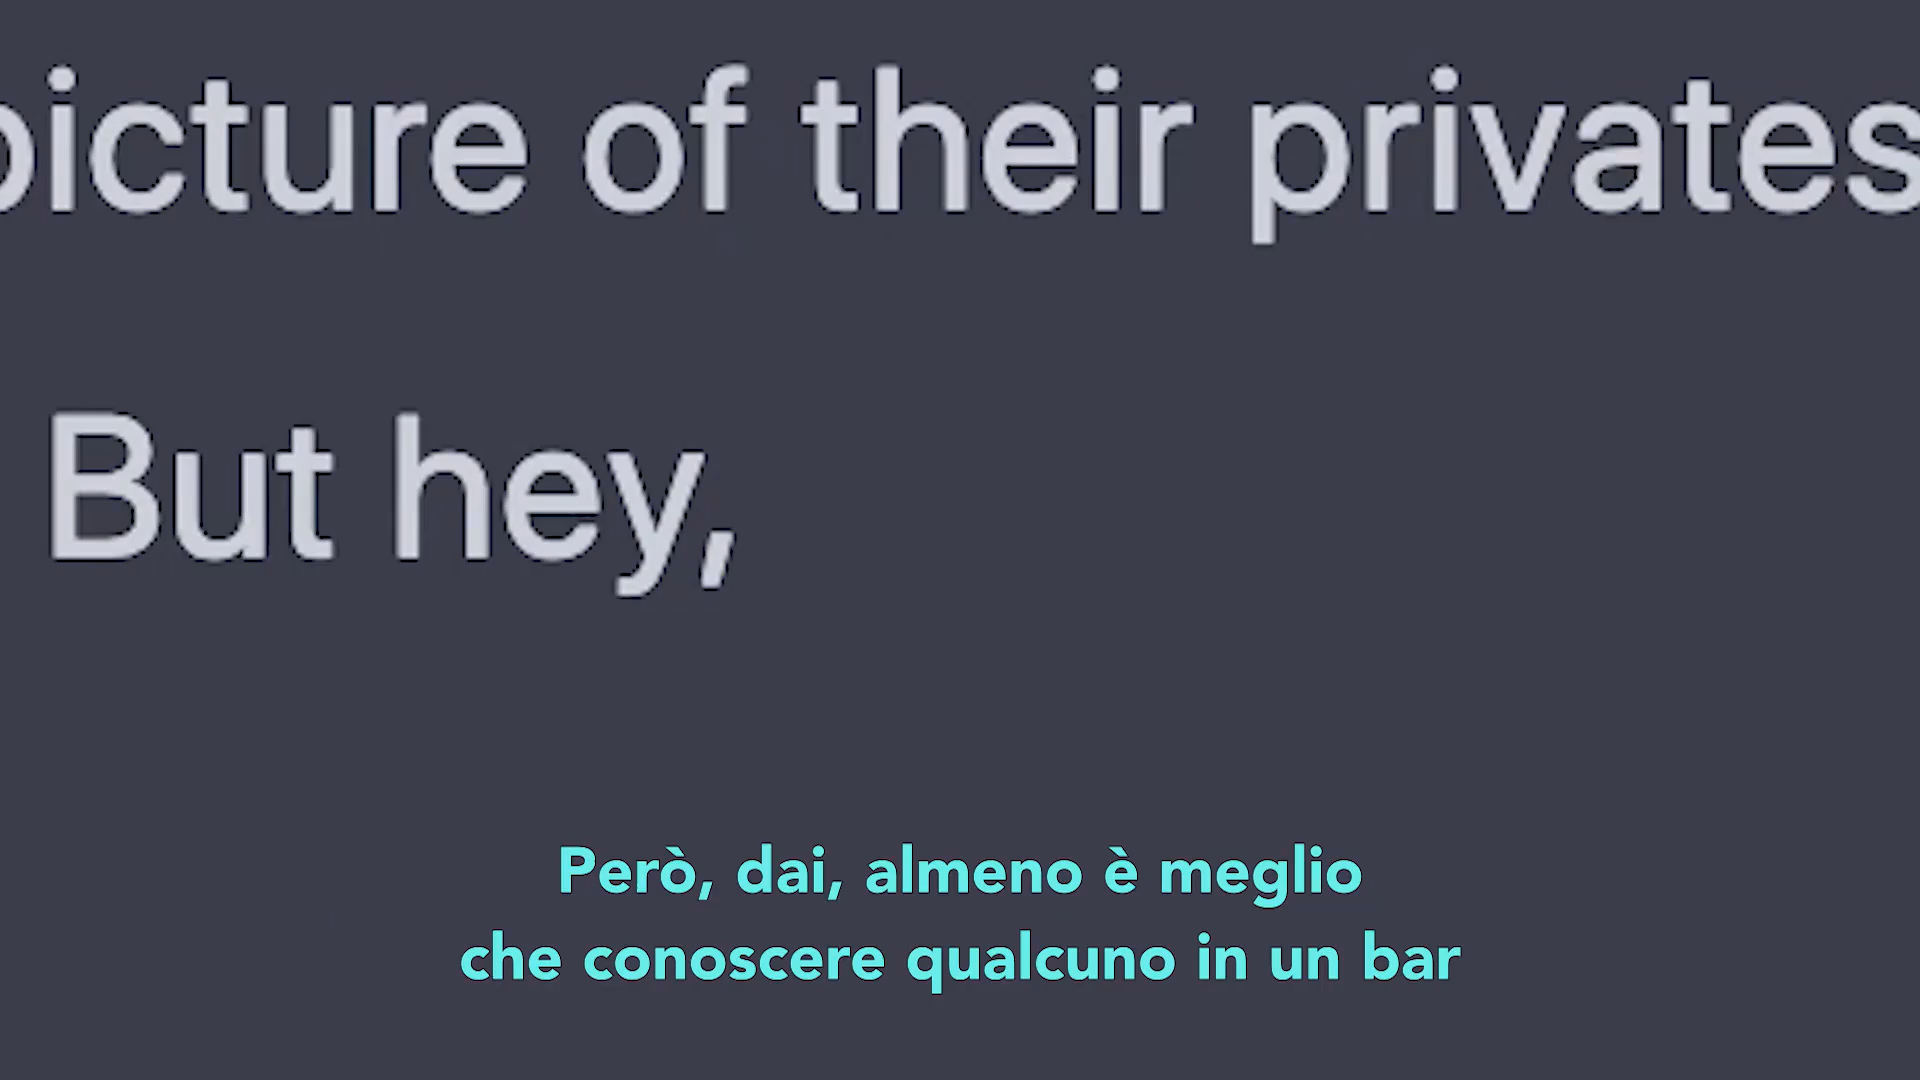 picture of their privates
But hey,
Però, dai, almeno è meglio
che conoscere qualcuno in un bar